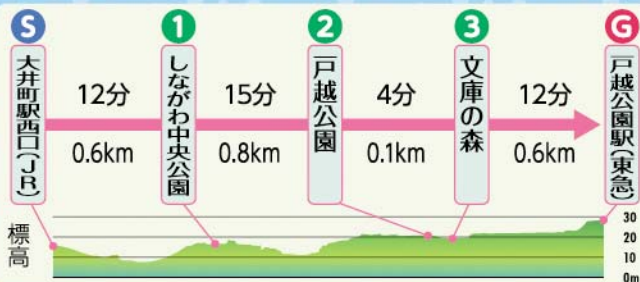 S
1
2
3
G
大井町駅西口(JR)
12分
0.6km
しながわ中央公園
15分
0.8km
戸越公園
4分
0.1km
文庫の森
12分
0.6km
戸越公園駅(東急)
標高
30
20
10
0m